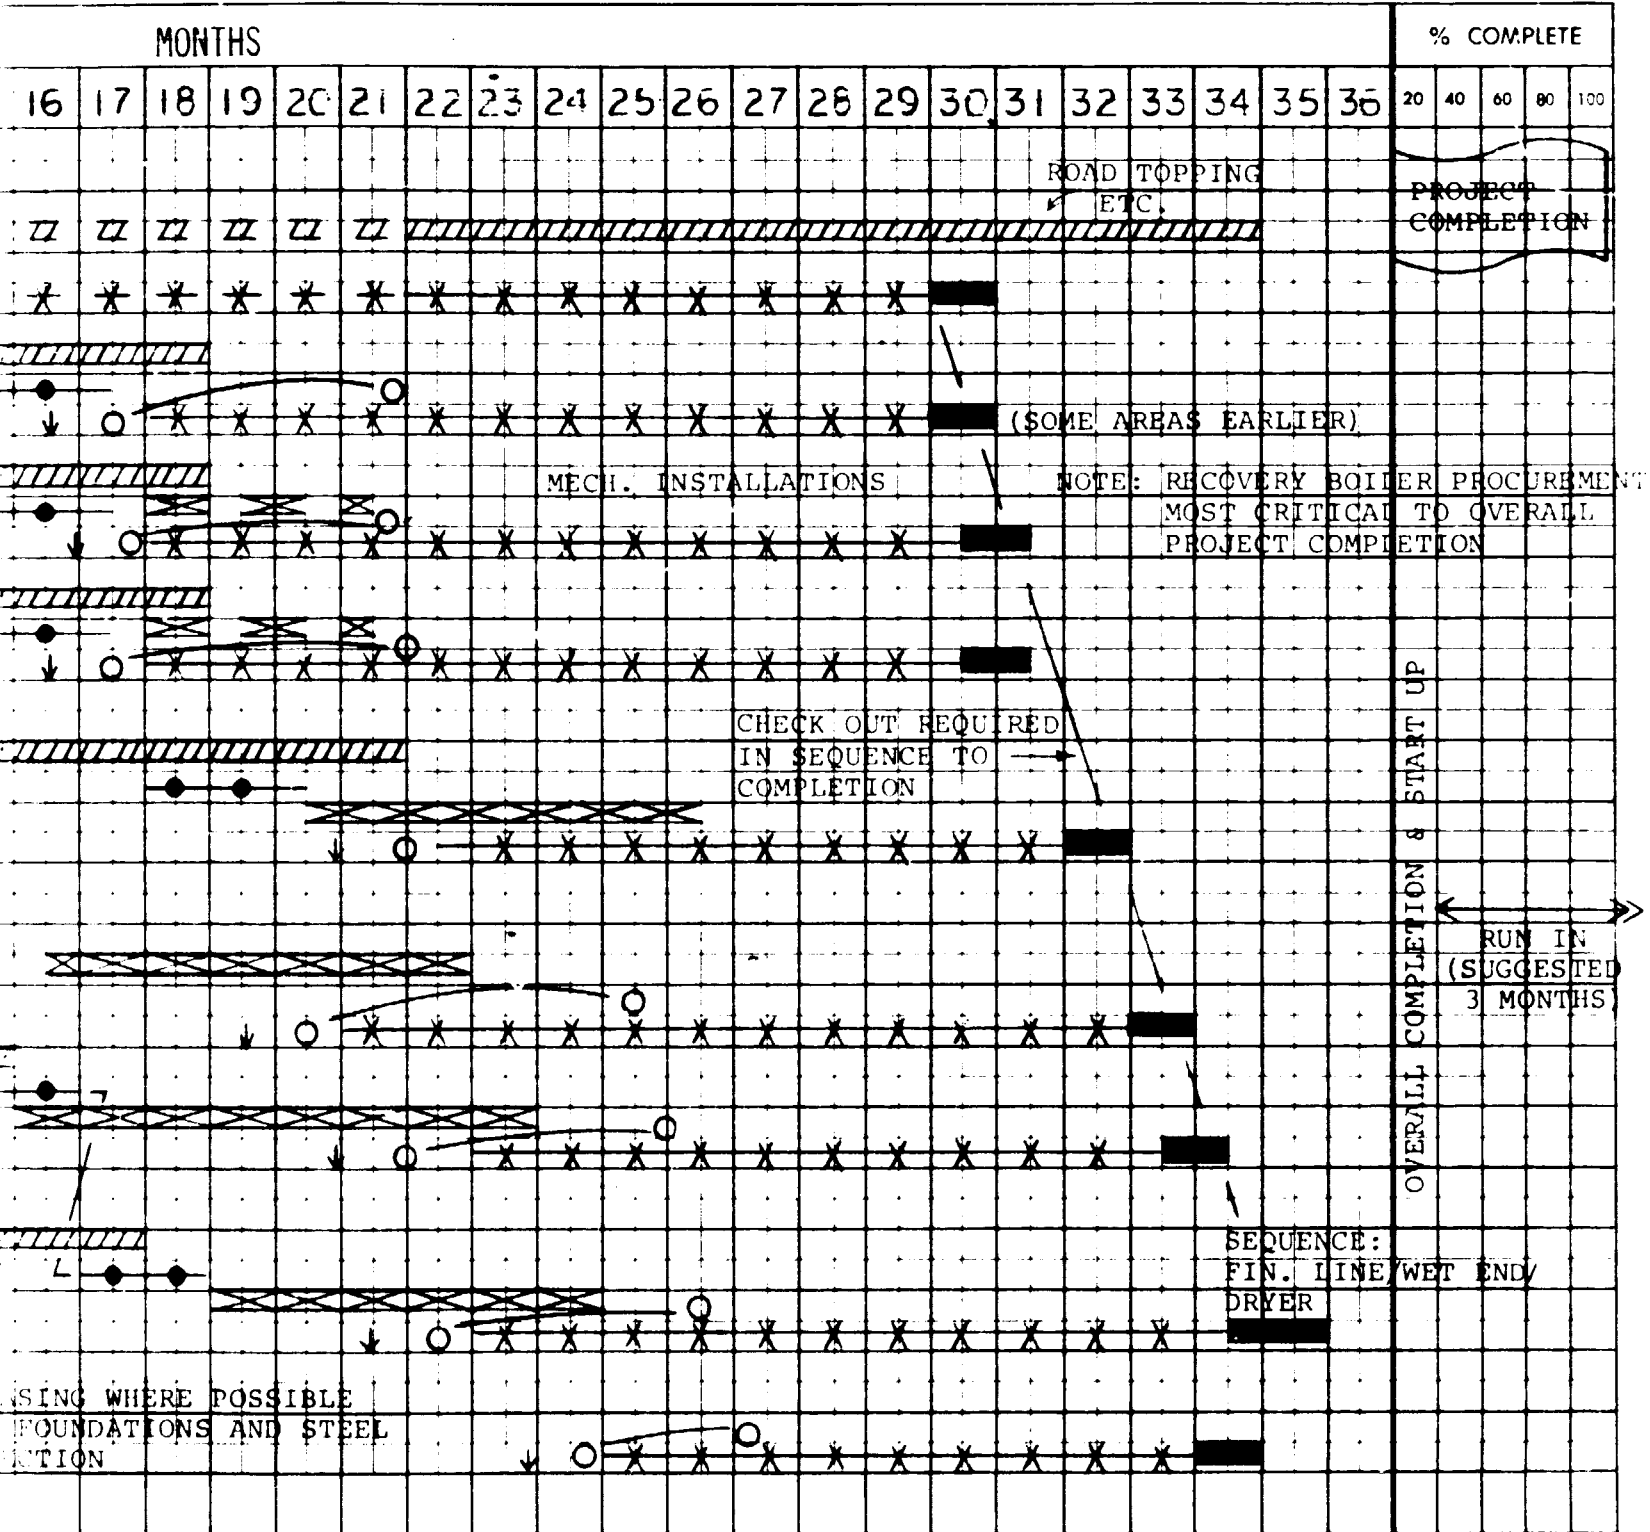 MONTHS
% COMPLETE
16 17 18 19 20 21 22 23 24 25 26 27 28 29 30 31 32 33 34 35 36 20 40 60 80 100
ROAD TOPPING
ETC.
PROJECT
COMPLETION
(SOME AREAS EARLIER)
MECH. INSTALLATIONS
NOTE: RECOVERY BOILER PROCUREMENT
MOST CRITICAL TO OVERALL
PROJECT COMPLETION
CHECK OUT REQUIRED
IN SEQUENCE TO
COMPLETION
OVERALL COMPLETION & START UP
RUN IN
(SUGGESTED
3 MONTHS)
SEQUENCE:
FIN. LINE/WET END/
DRYER
SING WHERE POSSIBLE
FOUNDATIONS AND STEEL
TION